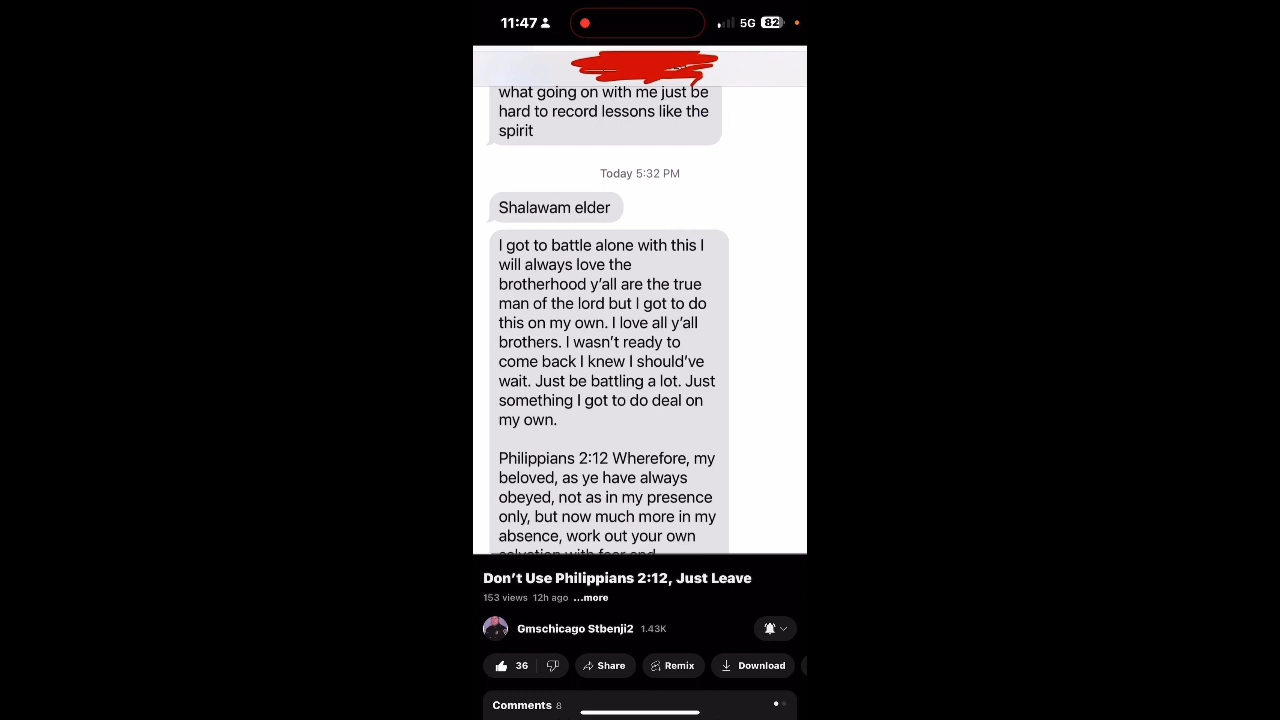 11:47
5G
82
what going on with me just be
hard to record lessons like the
spirit
Today 5:32 PM
Shalawam elder
I got to battle alone with this I
will always love the
brotherhood y'all are the true
man of the lord but I got to do
this on my own. I love all y'all
brothers. I wasn't ready to
come back I knew I should've
wait. Just be battling a lot. Just
something I got to do deal on
my own.
Philippians 2:12 Wherefore, my
beloved, as ye have always
obeyed, not as in my presence
only, but now much more in my
absence, work out your own
salvation with fear and
Don't Use Philippians 2:12, Just Leave
153 views 12h ago ...more
Gmschicago Stbenji2 1.43K
36 Share Remix Download
Comments 8